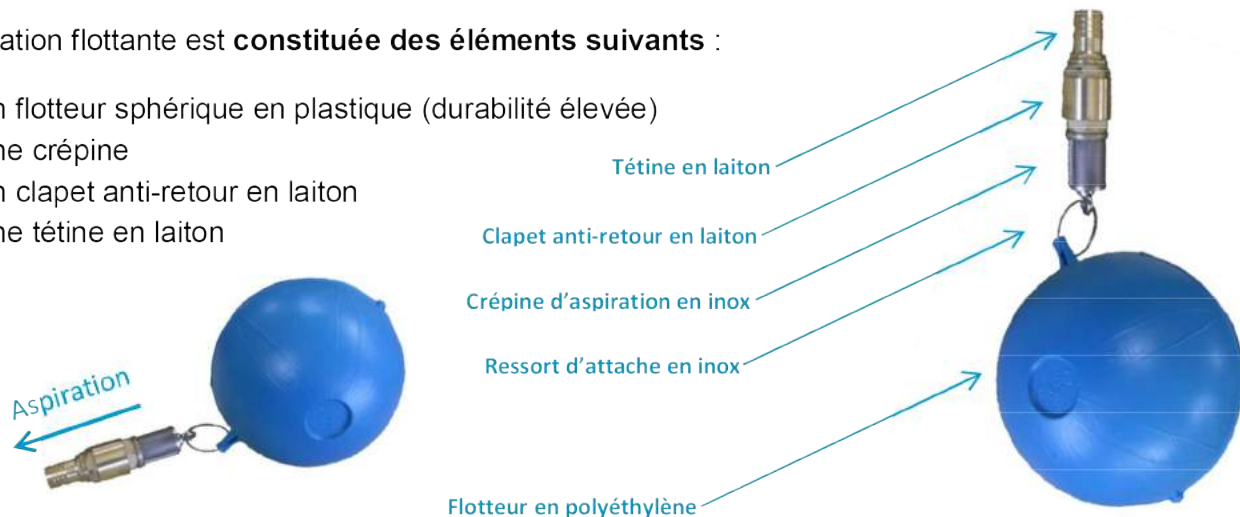 ation flottante est constituée des éléments suivants :
n flotteur sphérique en plastique (durabilité élevée)
ne crépine
n clapet anti-retour en laiton
ne tétine en laiton
Tétine en laiton
Clapet anti-retour en laiton
Crépine d'aspiration en inox
Ressort d'attache en inox
Flotteur en polyéthylène
Aspiration